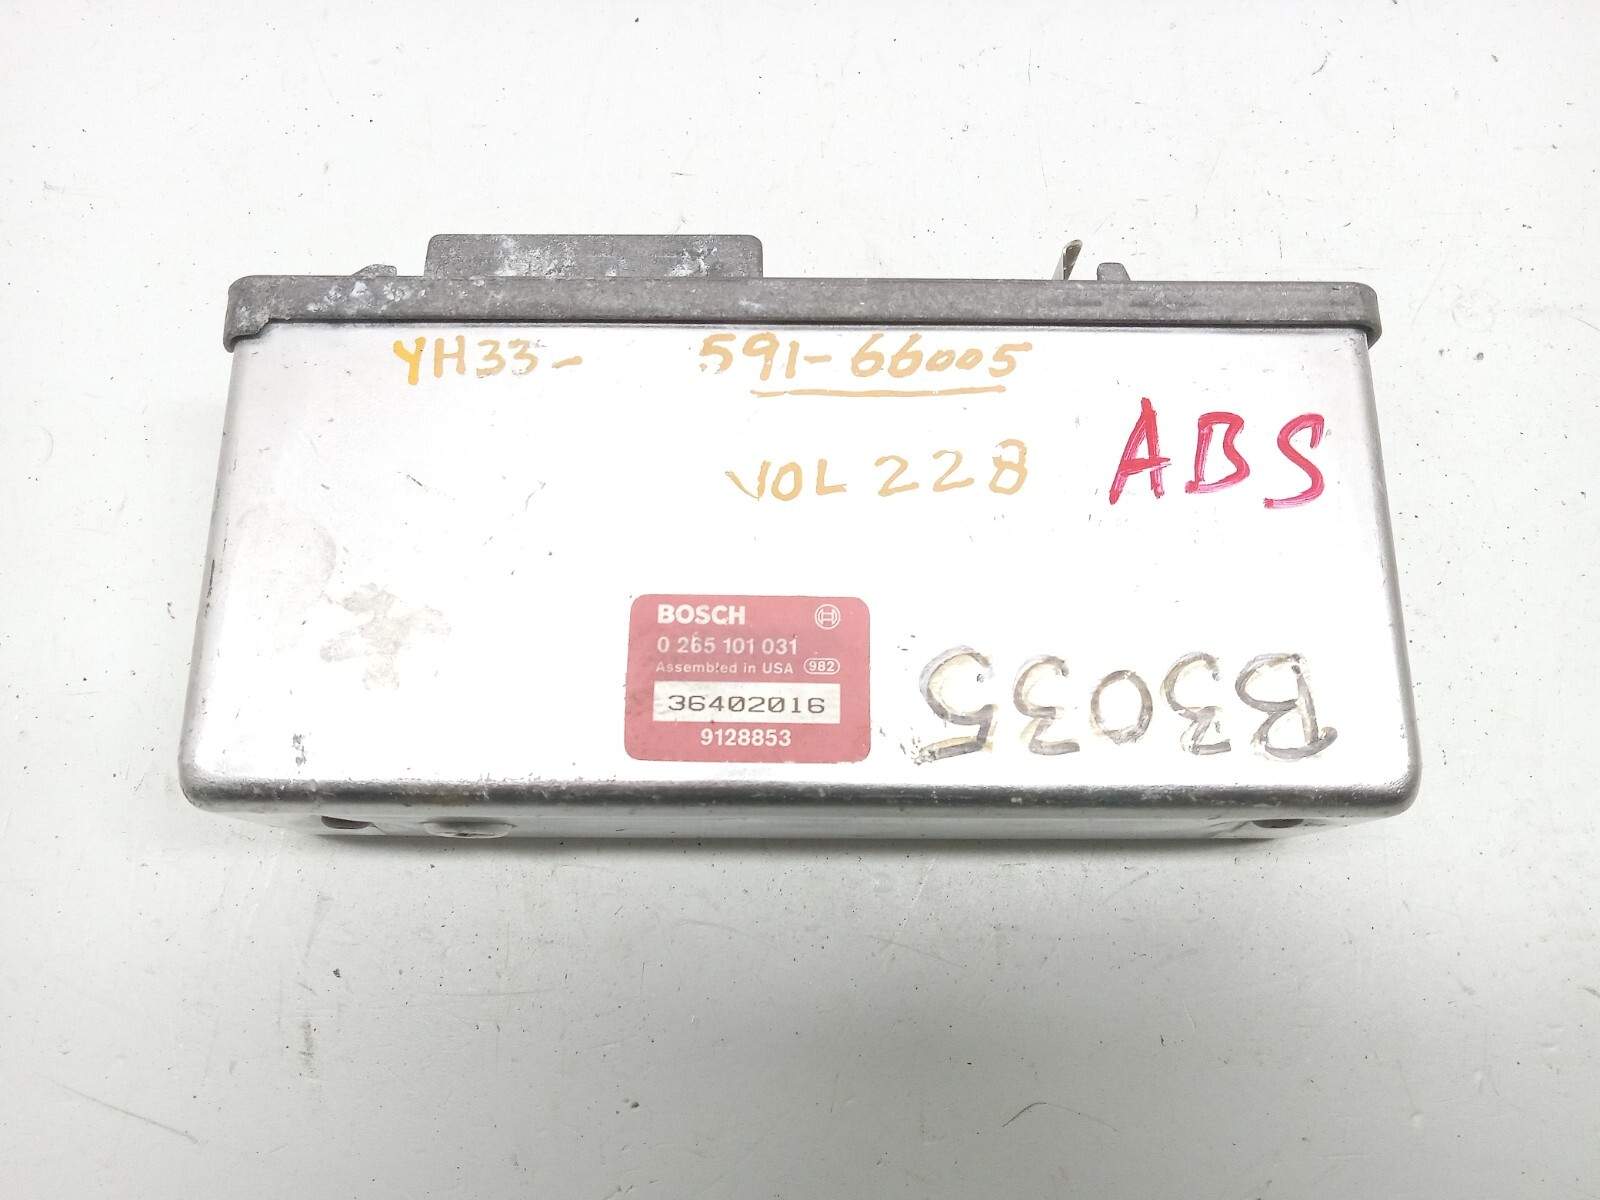 YH33- 591-66005
VOL 228
ABS
BOSCH
0 265 101 031
Assembled in USA 982
36402016
9128853
B3035